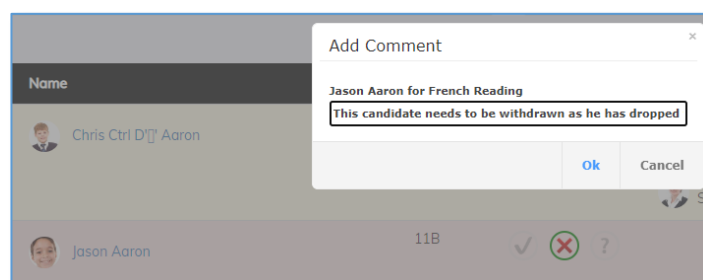 Add Comment
×
Name
Jason Aaron for French Reading
This candidate needs to be withdrawn as he has dropped
Chris Ctrl D'[]' Aaron
Ok Cancel
S
Jason Aaron 11B ?